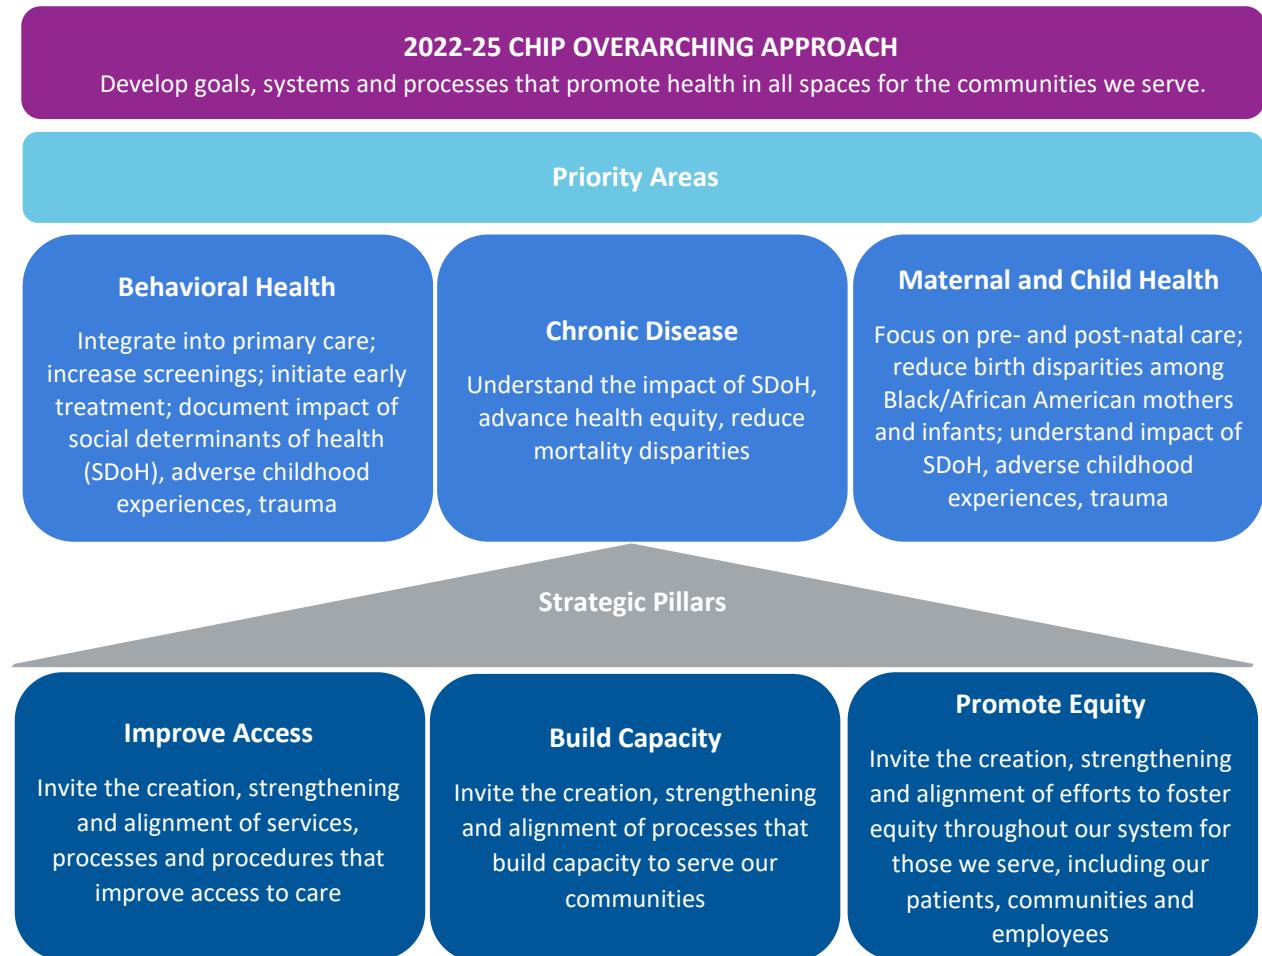 2022-25 CHIP OVERARCHING APPROACH
Develop goals, systems and processes that promote health in all spaces for the communities we serve.
Priority Areas
Behavioral Health
Integrate into primary care;
increase screenings; initiate early
treatment; document impact of
social determinants of health
(SDoH), adverse childhood
experiences, trauma
Chronic Disease
Understand the impact of SDoH,
advance health equity, reduce
mortality disparities
Maternal and Child Health
Focus on pre- and post-natal care;
reduce birth disparities among
Black/African American mothers
and infants; understand impact of
SDoH, adverse childhood
experiences, trauma
Strategic Pillars
Improve Access
Invite the creation, strengthening
and alignment of services,
processes and procedures that
improve access to care
Build Capacity
Invite the creation, strengthening
and alignment of processes that
build capacity to serve our
communities
Promote Equity
Invite the creation, strengthening
and alignment of efforts to foster
equity throughout our system for
those we serve, including our
patients, communities and
employees